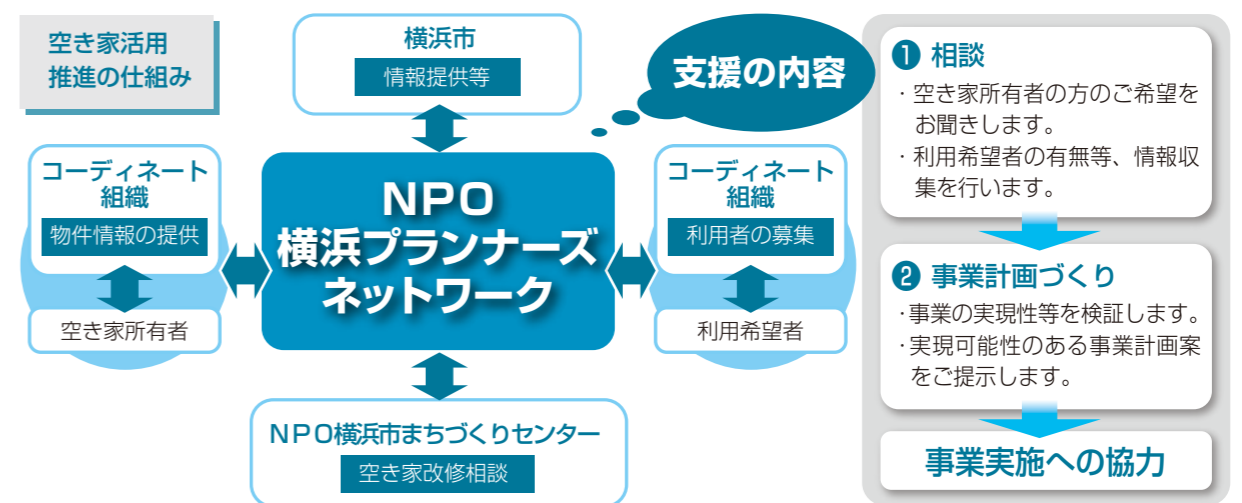 空き家活用
推進の仕組み
横浜市
情報提供等
支援の内容
コーディネート
組織
物件情報の提供
空き家所有者
NPO
横浜プランナーズ
ネットワーク
コーディネート
組織
利用者の募集
利用希望者
NPO横浜市まちづくりセンター
空き家改修相談
❶ 相談
・空き家所有者の方のご希望を
お聞きします。
・利用希望者の有無等、情報収
集を行います。
❷ 事業計画づくり
・事業の実現性等を検証します。
・実現可能性のある事業計画案
をご提示します。
事業実施への協力